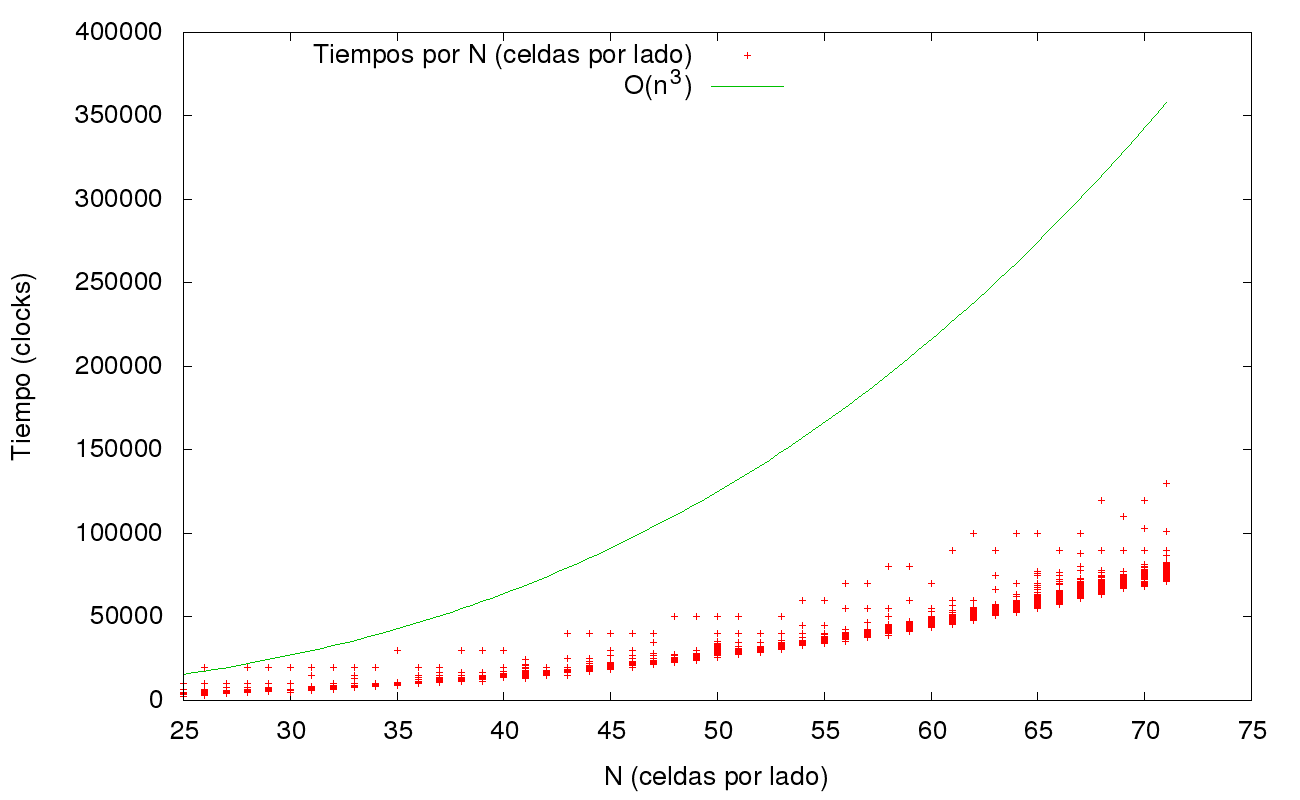 Tiempos por N (celdas por lado)
O(n³)
400000
350000
300000
250000
200000
150000
100000
50000
0
Tiempo (clocks)
25 30 35 40 45 50 55 60 65 70 75
N (celdas por lado)